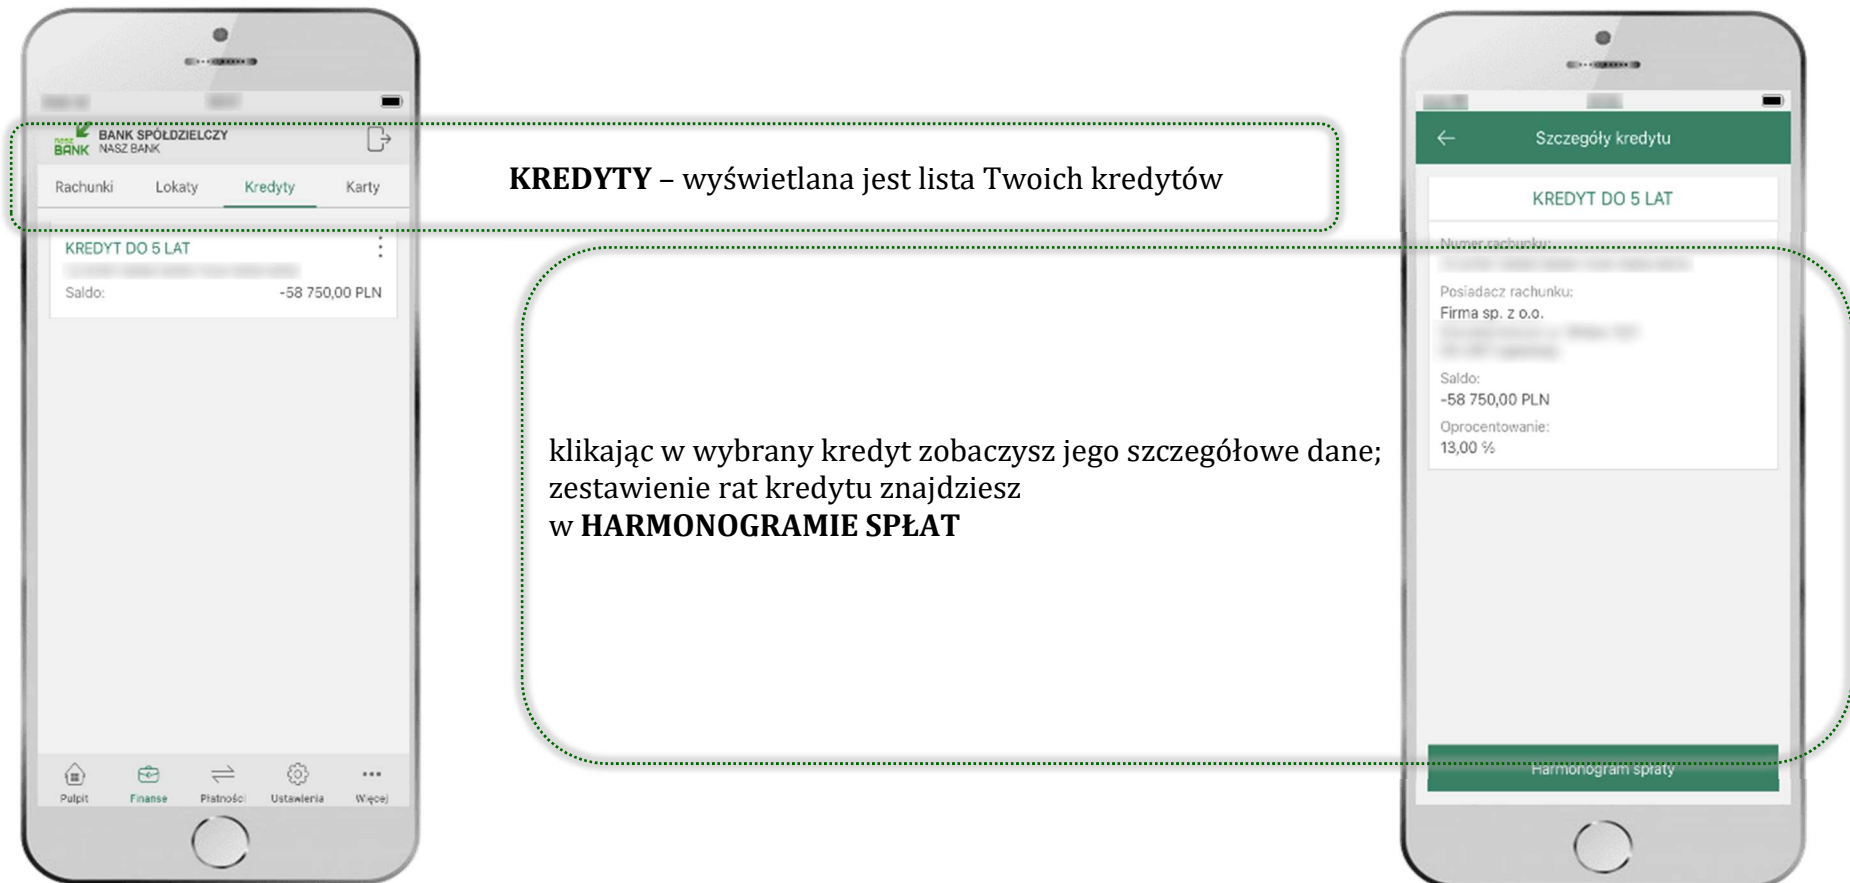 NASZ
BANK
BANK SPÓŁDZIELCZY
NASZ BANK
Rachunki Lokaty Kredyty Karty
KREDYT DO 5 LAT
Saldo: -58 750,00 PLN
Pulpit Finanse Płatności Ustawienia Więcej
KREDYTY – wyświetlana jest lista Twoich kredytów
klikając w wybrany kredyt zobaczysz jego szczegółowe dane;
zestawienie rat kredytu znajdziesz
w HARMONOGRAMIE SPŁAT
Szczegóły kredytu
KREDYT DO 5 LAT
Numer rachunku:
Posiadacz rachunku:
Firma sp. z o.o.
Saldo:
-58 750,00 PLN
Oprocentowanie:
13,00 %
Harmonogram spłaty